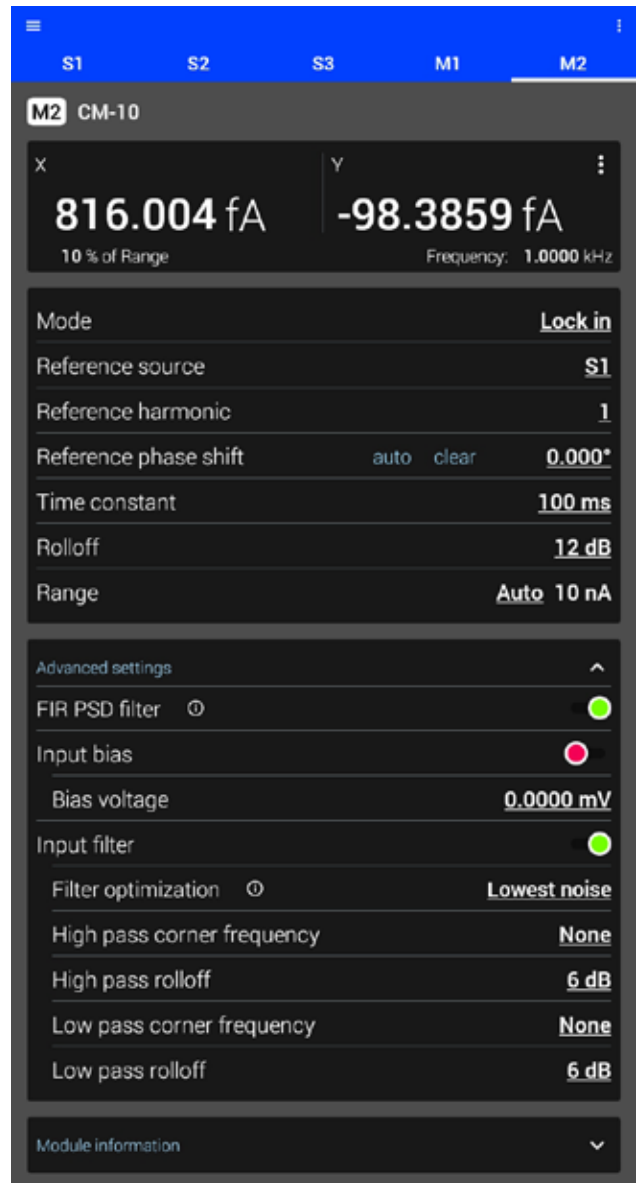 S1 S2 S3 M1 M2
M2 CM-10
X Y
816.004 fA -98.3859 fA
10 % of Range Frequency: 1.0000 kHz
Mode Lock in
Reference source S1
Reference harmonic 1
Reference phase shift auto clear 0.000°
Time constant 100 ms
Rolloff 12 dB
Range Auto 10 nA
Advanced settings
FIR PSD filter
Input bias
Bias voltage 0.0000 mV
Input filter
Filter optimization Lowest noise
High pass corner frequency None
High pass rolloff 6 dB
Low pass corner frequency None
Low pass rolloff 6 dB
Module information